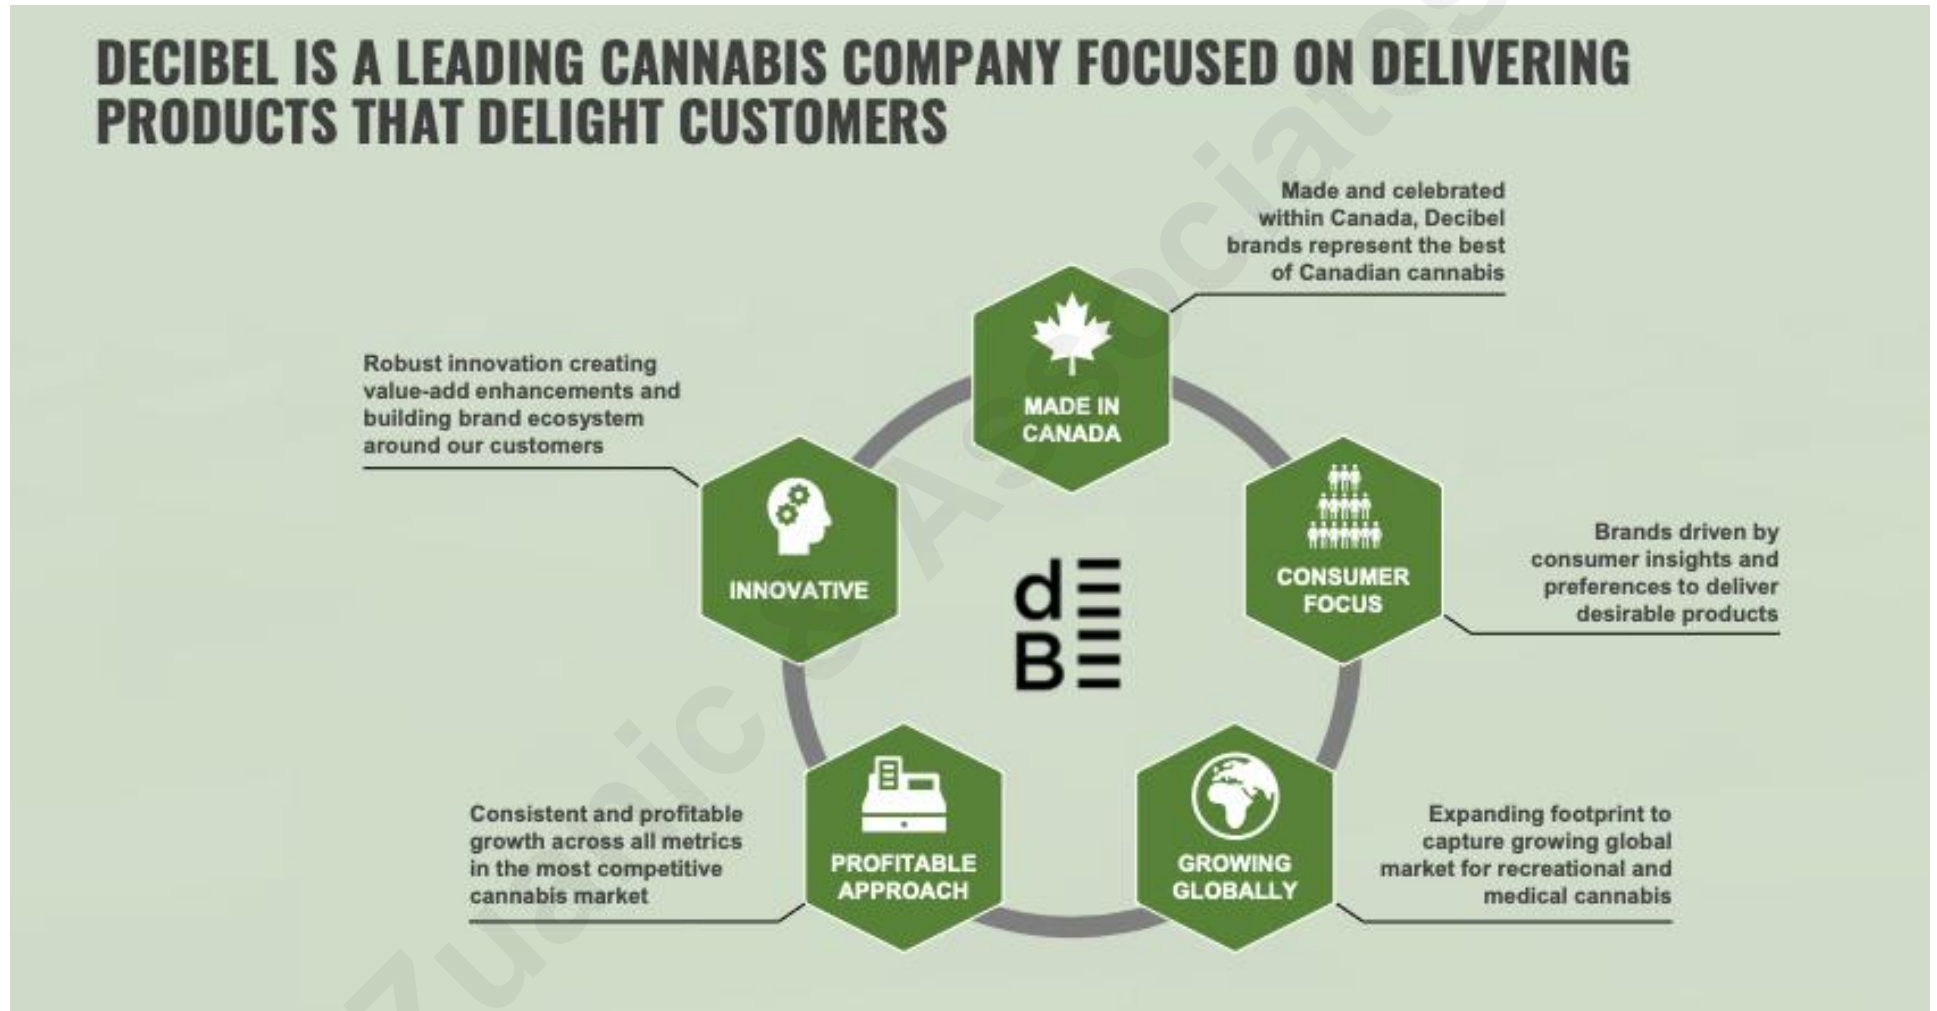 DECIBEL IS A LEADING CANNABIS COMPANY FOCUSED ON DELIVERING
PRODUCTS THAT DELIGHT CUSTOMERS
Made and celebrated
within Canada, Decibel
brands represent the best
of Canadian cannabis
MADE IN
CANADA
Robust innovation creating
value-add enhancements and
building brand ecosystem
around our customers
INNOVATIVE
CONSUMER
FOCUS
Brands driven by
consumer insights and
preferences to deliver
desirable products
d
B
Consistent and profitable
growth across all metrics
in the most competitive
cannabis market
PROFITABLE
APPROACH
GROWING
GLOBALLY
Expanding footprint to
capture growing global
market for recreational and
medical cannabis
Zuanic & Associates